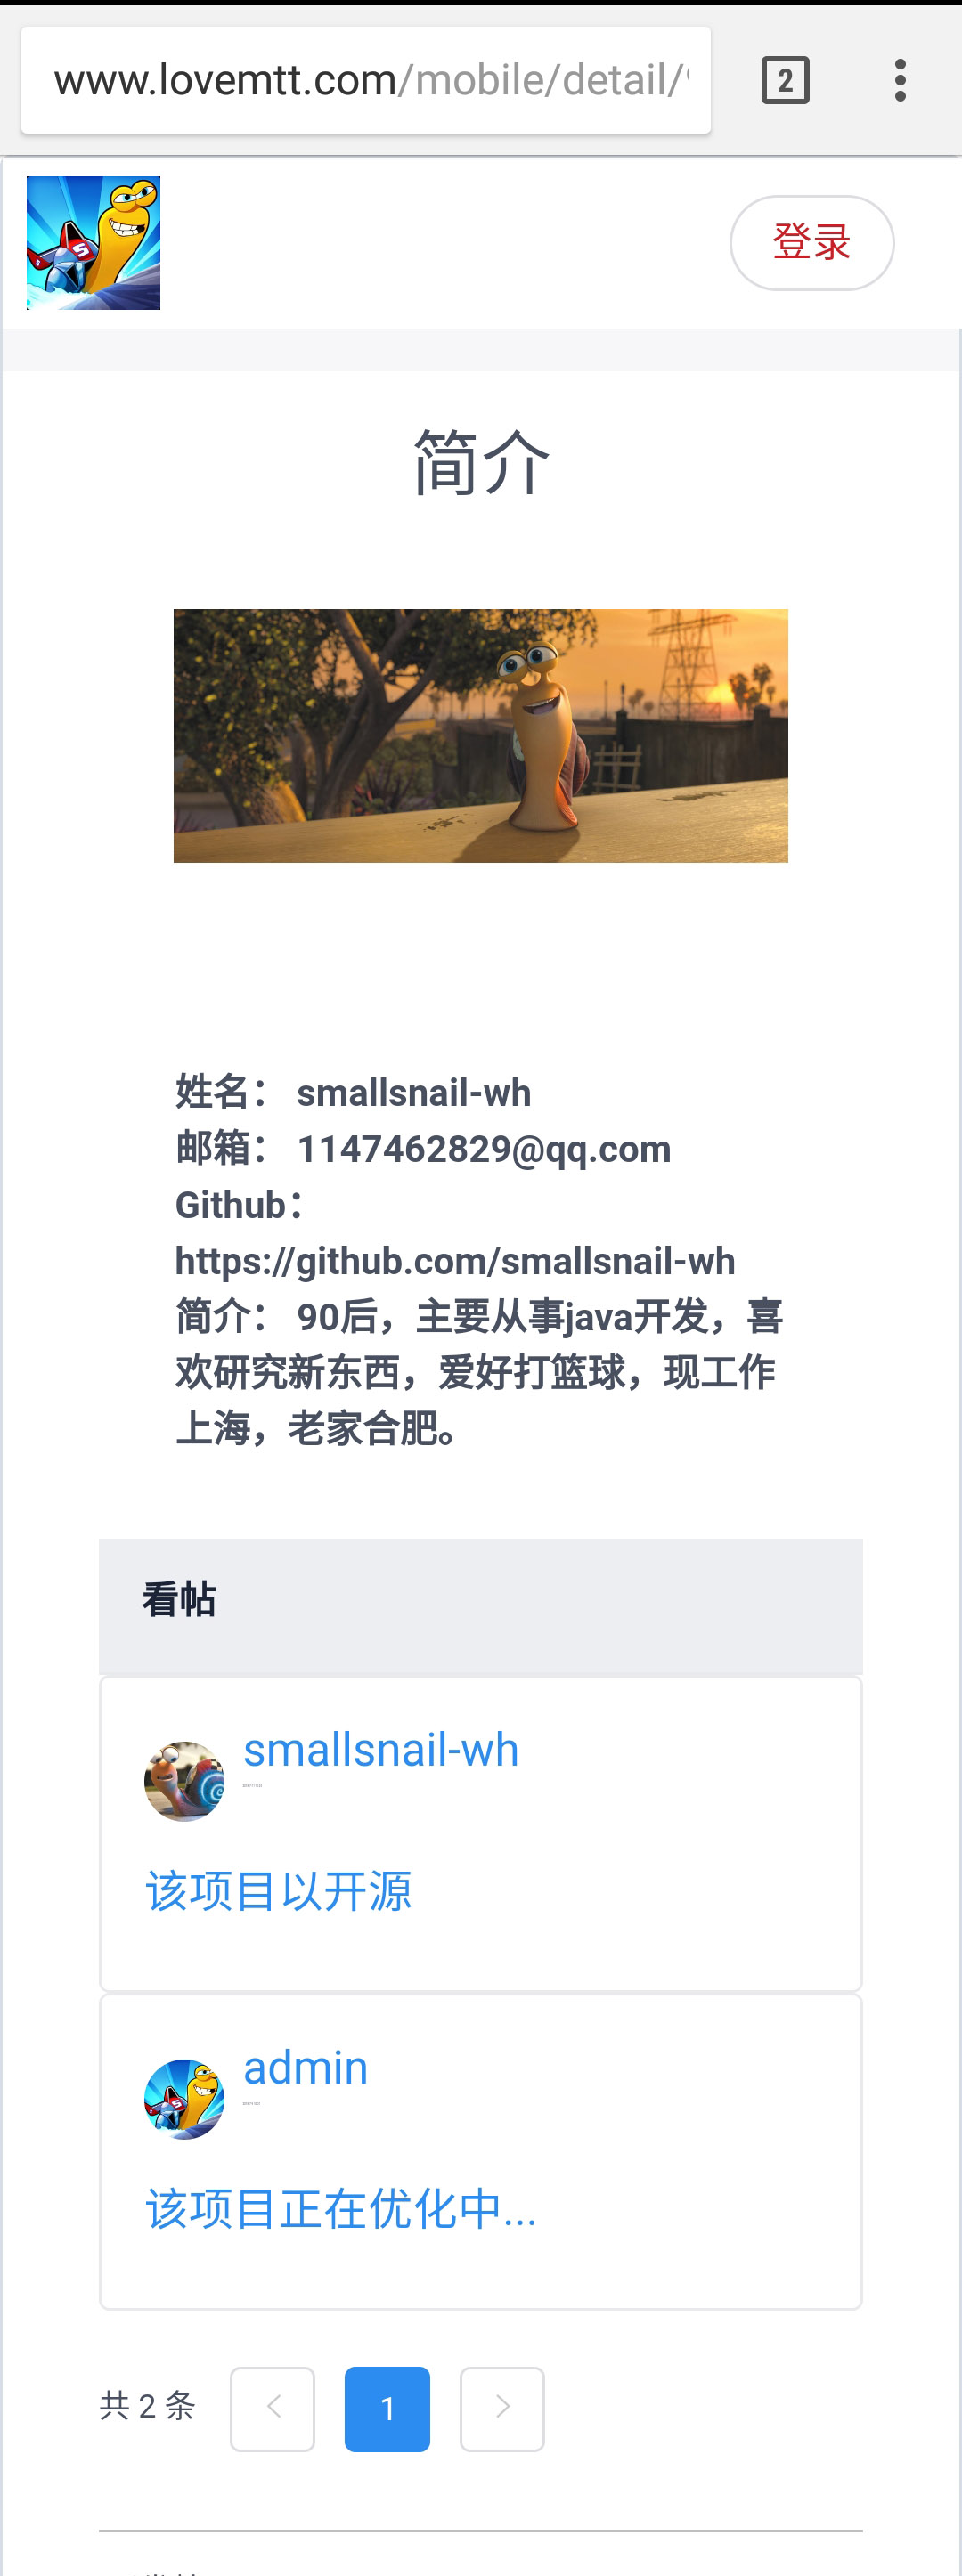 www.lovemtt.com/mobile/detail/
2
登录
简介
姓名： smallsnail-wh
邮箱： 1147462829@qq.com
Github：
https://github.com/smallsnail-wh
简介： 90后，主要从事java开发，喜
欢研究新东西，爱好打篮球，现工作
上海，老家合肥。
看帖
smallsnail-wh
该项目以开源
admin
该项目正在优化中...
共 2 条
1